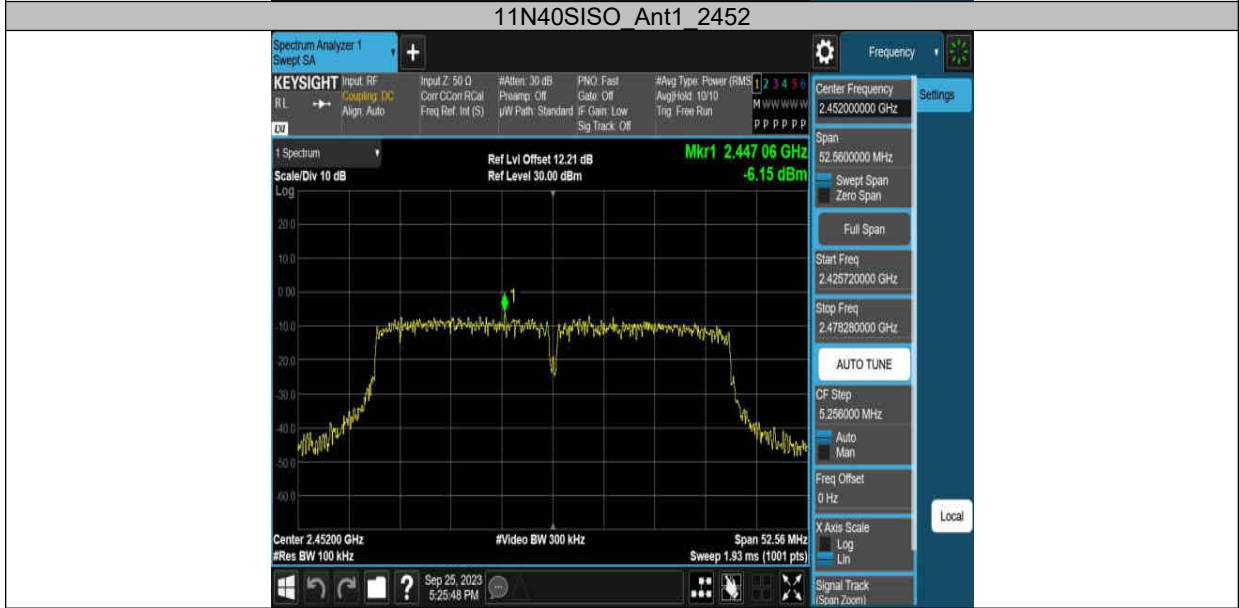 11N40SISO_Ant1_2452
Spectrum Analyzer 1
Swept SA
+
Frequency
KEYSIGHT
RL
Input: RF
Coupling: DC
Align: Auto
Input Z: 50 Ω
Corr CCorr RCal
Freq Ref: Int (S)
#Atten: 30 dB
Preamp: Off
µW Path: Standard
PNO: Fast
Gate: Off
IF Gain: Low
Sig Track: Off
#Avg Type: Power (RMS
Avg|Hold: 10/10
Trig: Free Run
1 2 3 4 5 6
M W W W W W
P P P P P P
1 Spectrum
Scale/Div 10 dB
Ref Lvl Offset 12.21 dB
Ref Level 30.00 dBm
Mkr1 2.447 06 GHz
-6.15 dBm
Log
20.0
10.0
0.00
-10.0
-20.0
-30.0
-40.0
-50.0
-60.0
1
Center 2.45200 GHz
#Res BW 100 kHz
#Video BW 300 kHz
Span 52.56 MHz
Sweep 1.93 ms (1001 pts)
Center Frequency
2.452000000 GHz
Settings
Span
52.5600000 MHz
Swept Span
Zero Span
Full Span
Start Freq
2.425720000 GHz
Stop Freq
2.478280000 GHz
AUTO TUNE
CF Step
5.256000 MHz
Auto
Man
Freq Offset
0 Hz
X Axis Scale
Log
Lin
Local
Signal Track
(Span Zoom)
?
Sep 25, 2023
5:25:48 PM